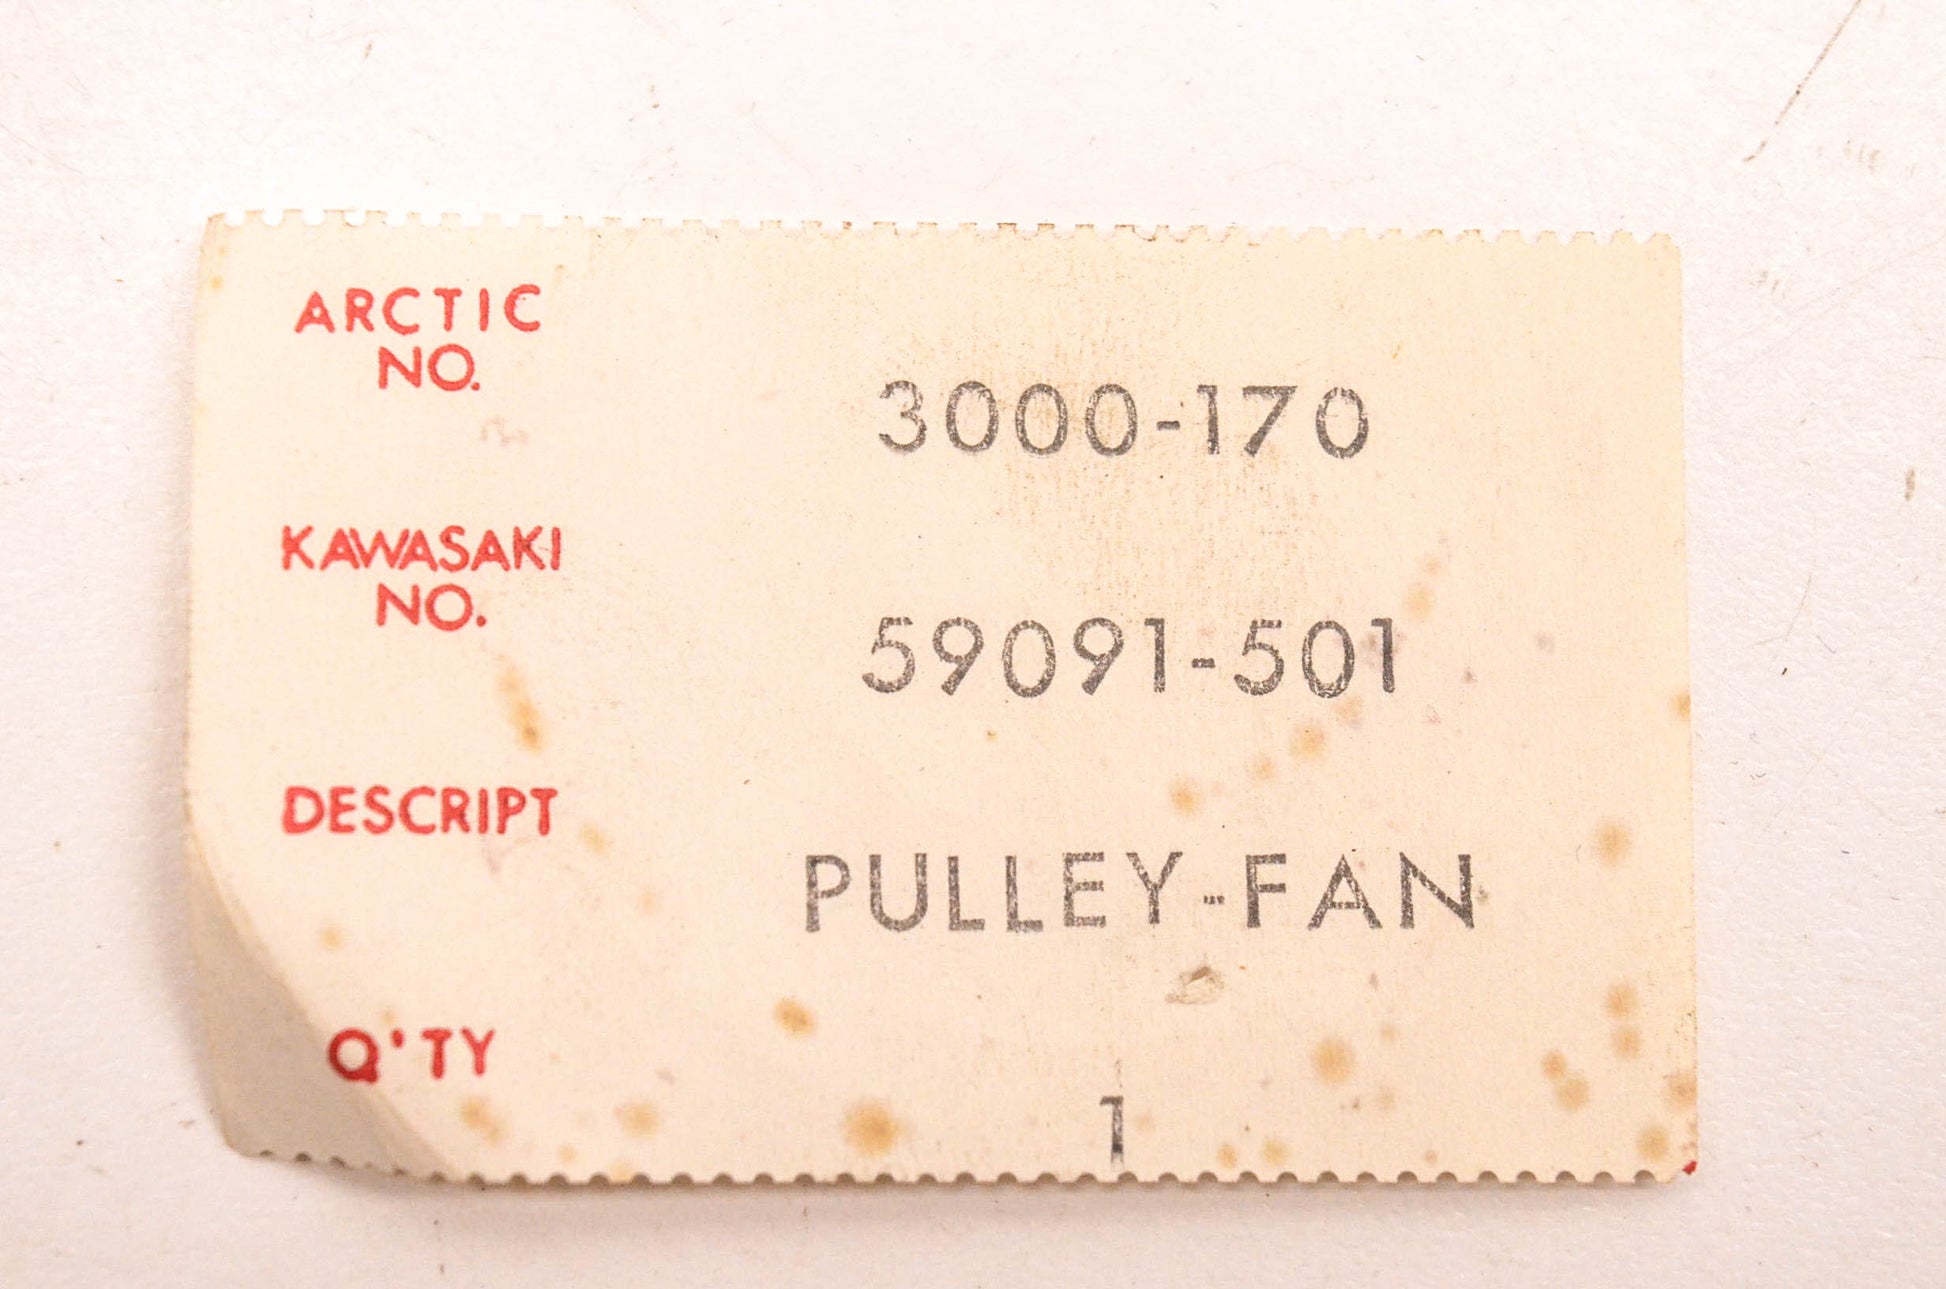 ARCTIC
NO.
3000-170
KAWASAKI
NO.
59091-501
DESCRIPT
PULLEY-FAN
Q'TY
1